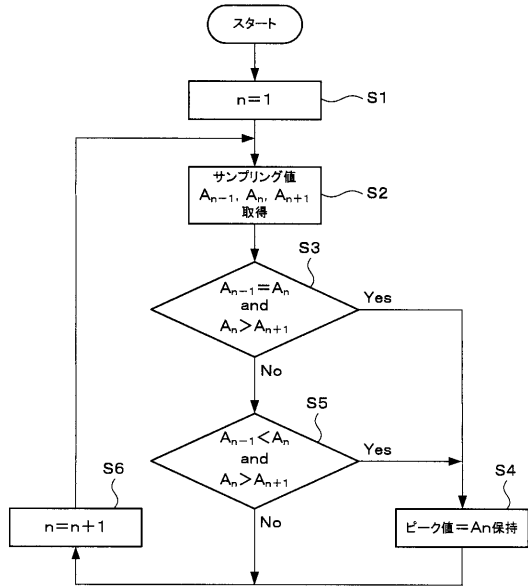 スタート
n=1
S1
サンプリング値
Aₙ₋₁, Aₙ, Aₙ₊₁
取得
S2
S3
Aₙ₋₁=Aₙ
and
Aₙ>Aₙ₊₁
Yes
No
S5
Aₙ₋₁<Aₙ
and
Aₙ>Aₙ₊₁
Yes
No
S6
n=n+1
S4
ピーク値=An保持